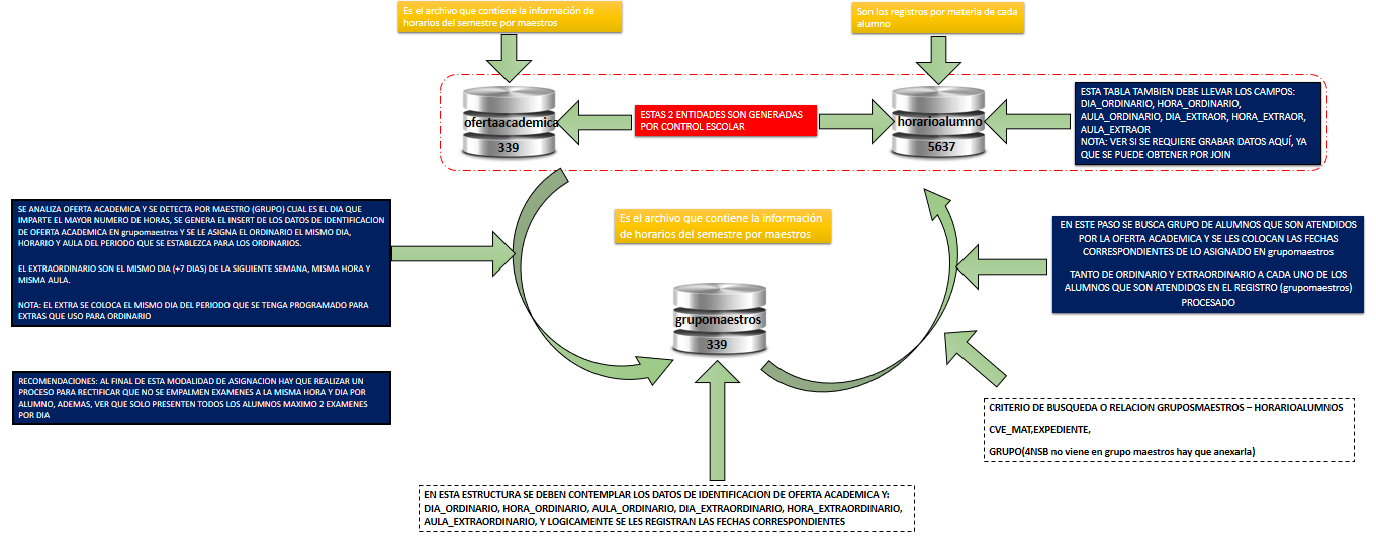 Es el archivo que contiene la información de
horarios del semestre por maestros
Son los registros por materia de cada
alumno
ofertaacademica
339
ESTAS 2 ENTIDADES SON GENERADAS
POR CONTROL ESCOLAR
horarioalumno
5637
ESTA TABLA TAMBIEN DEBE LLEVAR LOS CAMPOS:
DIA_ORDINARIO, HORA_ORDINARIO,
AULA_ORDINARIO, DIA_EXTRAOR, HORA_EXTRAOR,
AULA_EXTRAOR
NOTA: VER SI SE REQUIERE GRABAR DATOS AQUÍ, YA
QUE SE PUEDE OBTENER POR JOIN
SE ANALIZA OFERTA ACADEMICA Y SE DETECTA POR MAESTRO (GRUPO) CUAL ES EL DIA QUE
IMPARTE EL MAYOR NUMERO DE HORAS, SE GENERA EL INSERT DE LOS DATOS DE IDENTIFICACION
DE OFERTA ACADEMICA EN grupomaestros Y SE LE ASIGNA EL ORDINARIO EL MISMO DIA,
HORARIO Y AULA DEL PERIODO QUE SE ESTABLEZCA PARA LOS ORDINARIOS.
EL EXTRAORDINARIO SON EL MISMO DIA (+7 DIAS) DE LA SIGUIENTE SEMANA, MISMA HORA Y
MISMA AULA.
NOTA: EL EXTRA SE COLOCA EL MISMO DIA DEL PERIODO QUE SE TENGA PROGRAMADO PARA
EXTRAS QUE USO PARA ORDINARIO
Es el archivo que contiene la información
de horarios del semestre por maestros
EN ESTE PASO SE BUSCA GRUPO DE ALUMNOS QUE SON ATENDIDOS
POR LA OFERTA ACADEMICA Y SE LES COLOCAN LAS FECHAS
CORRESPONDIENTES DE LO ASIGNADO EN grupomaestros
TANTO DE ORDINARIO Y EXTRAORDINARIO A CADA UNO DE LOS
ALUMNOS QUE SON ATENDIDOS EN EL REGISTRO (grupomaestros)
PROCESADO
grupomaestros
339
RECOMENDACIONES: AL FINAL DE ESTA MODALIDAD DE ASIGNACION HAY QUE REALIZAR UN
PROCESO PARA RECTIFICAR QUE NO SE EMPALMEN EXAMENES A LA MISMA HORA Y DIA POR
ALUMNO, ADEMAS, VER QUE SOLO PRESENTEN TODOS LOS ALUMNOS MAXIMO 2 EXAMENES
POR DIA
CRITERIO DE BUSQUEDA O RELACION GRUPOSMAESTROS – HORARIOALUMNOS
CVE_MAT,EXPEDIENTE,
GRUPO(4NSB no viene en grupo maestros hay que anexarla)
EN ESTA ESTRUCTURA SE DEBEN CONTEMPLAR LOS DATOS DE IDENTIFICACION DE OFERTA ACADEMICA Y:
DIA_ORDINARIO, HORA_ORDINARIO, AULA_ORDINARIO, DIA_EXTRAORDINARIO, HORA_EXTRAORDINARIO,
AULA_EXTRAORDINARIO, Y LOGICAMENTE SE LES REGISTRAN LAS FECHAS CORRESPONDIENTES